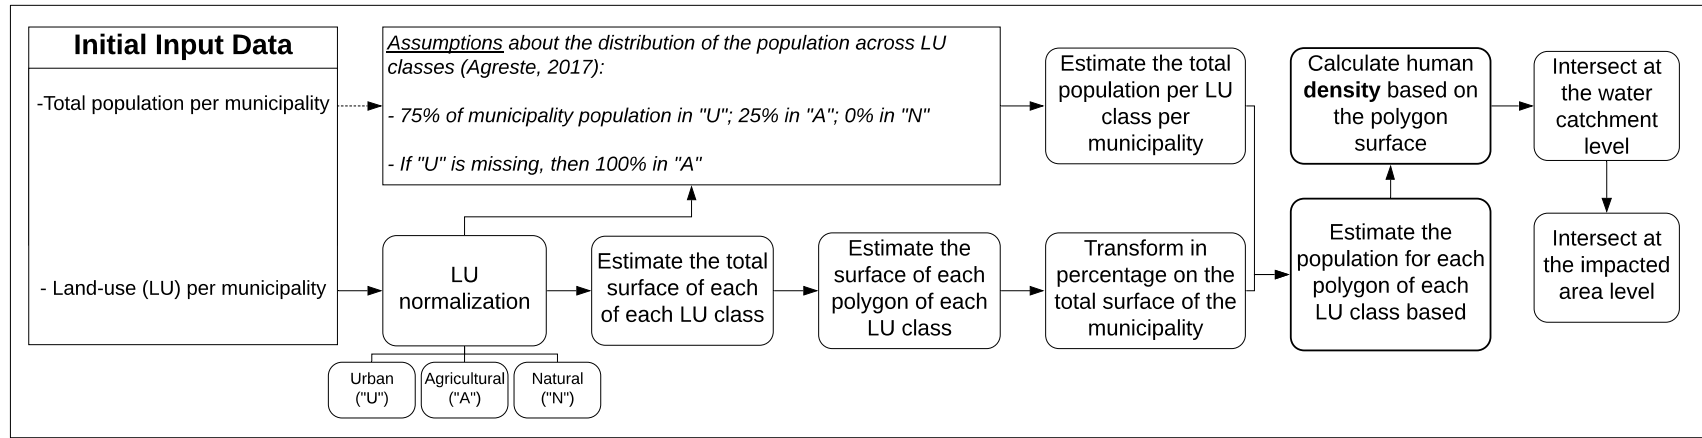 Initial Input Data
-Total population per municipality
- Land-use (LU) per municipality
Assumptions about the distribution of the population across LU
classes (Agreste, 2017):
- 75% of municipality population in "U"; 25% in "A"; 0% in "N"
- If "U" is missing, then 100% in "A"
Estimate the total
population per LU
class per
municipality
Calculate human
density based on
the polygon
surface
Intersect at
the water
catchment
level
LU
normalization
Urban
("U")
Agricultural
("A")
Natural
("N")
Estimate the total
surface of each
of each LU class
Estimate the
surface of each
polygon of each
LU class
Transform in
percentage on the
total surface of the
municipality
Estimate the
population for each
polygon of each
LU class based
Intersect at
the impacted
area level